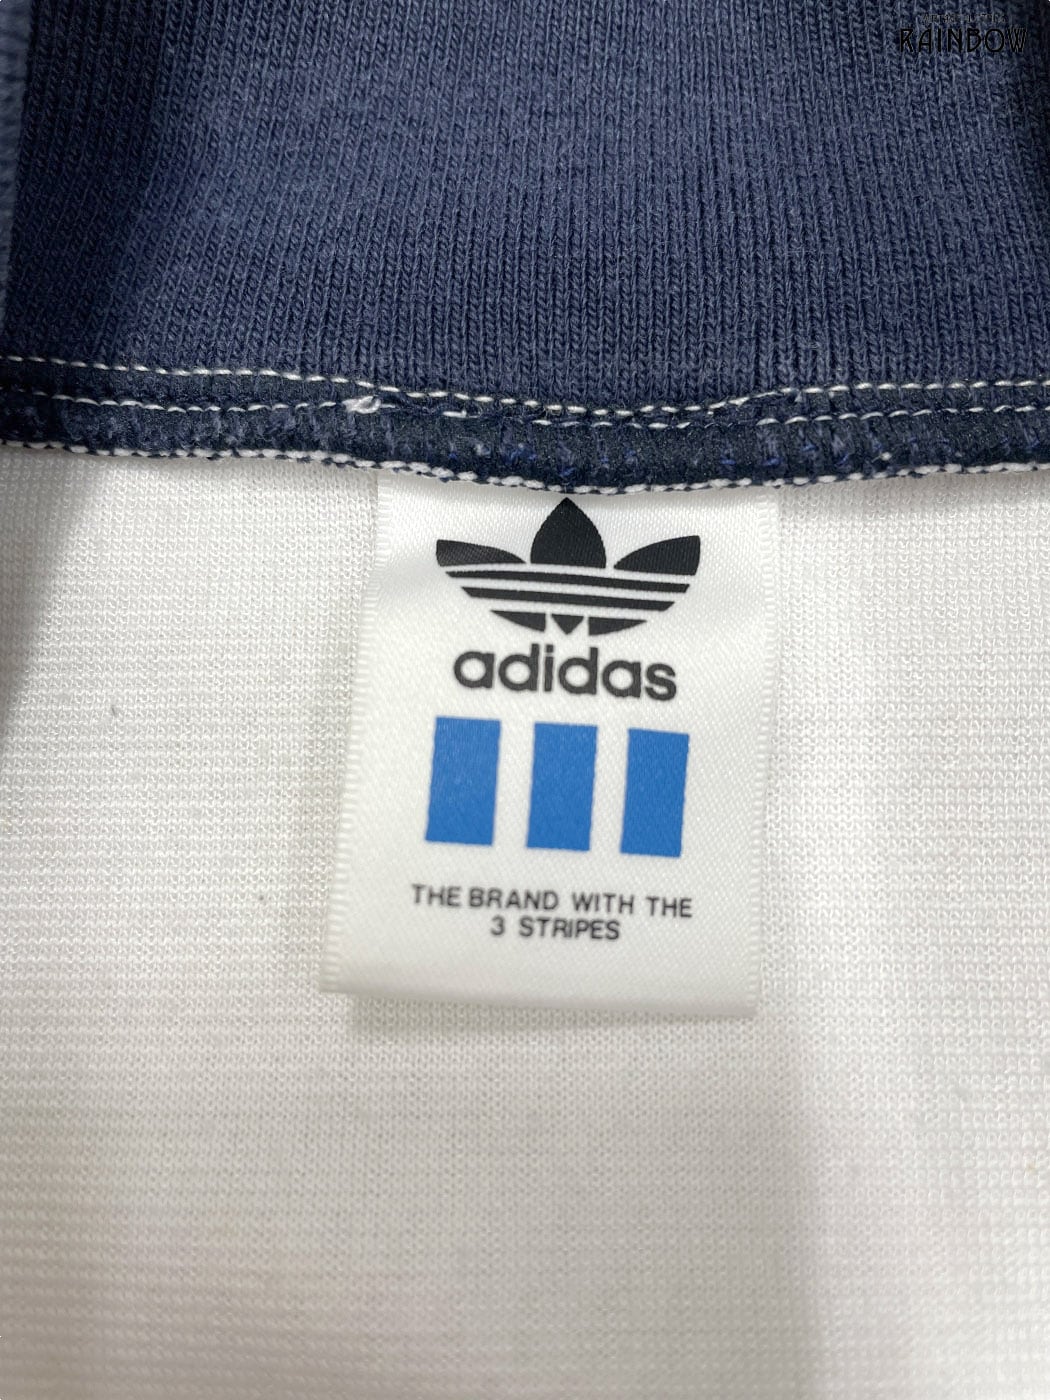 RAINBOW
adidas
THE BRAND WITH THE
3 STRIPES